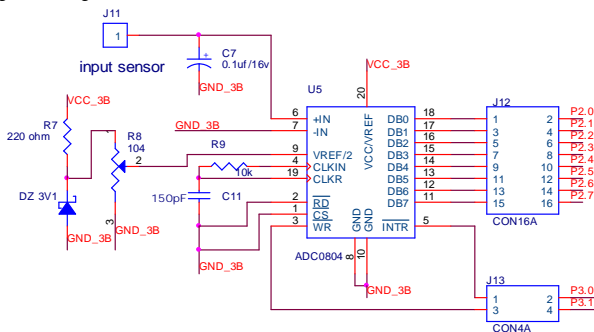 J11
1
input sensor
C7
0.1uf/16v
GND_3B
VCC_3B
U5
VCC_3B
R7
220 ohm
R8
104
2
3
DZ 3V1
GND_3B
GND_3B
GND_3B
R9
10k
150pF
C11
GND_3B
GND_3B
6 +IN
7 -IN
9 VREF/2
4 CLKIN
19 CLKR
2 RD
1 CS
3 WR
20
VCC/VREF
DB0 18
DB1 17
DB2 16
DB3 15
DB4 14
DB5 13
DB6 12
DB7 11
INTR 5
GND
GND
8
10
ADC0804
GND_3B
J12
1 2 P2.0
3 4 P2.1
5 6 P2.2
7 8 P2.3
9 10 P2.4
11 12 P2.5
13 14 P2.6
15 16 P2.7
CON16A
J13
1 2 P3.0
3 4 P3.1
CON4A